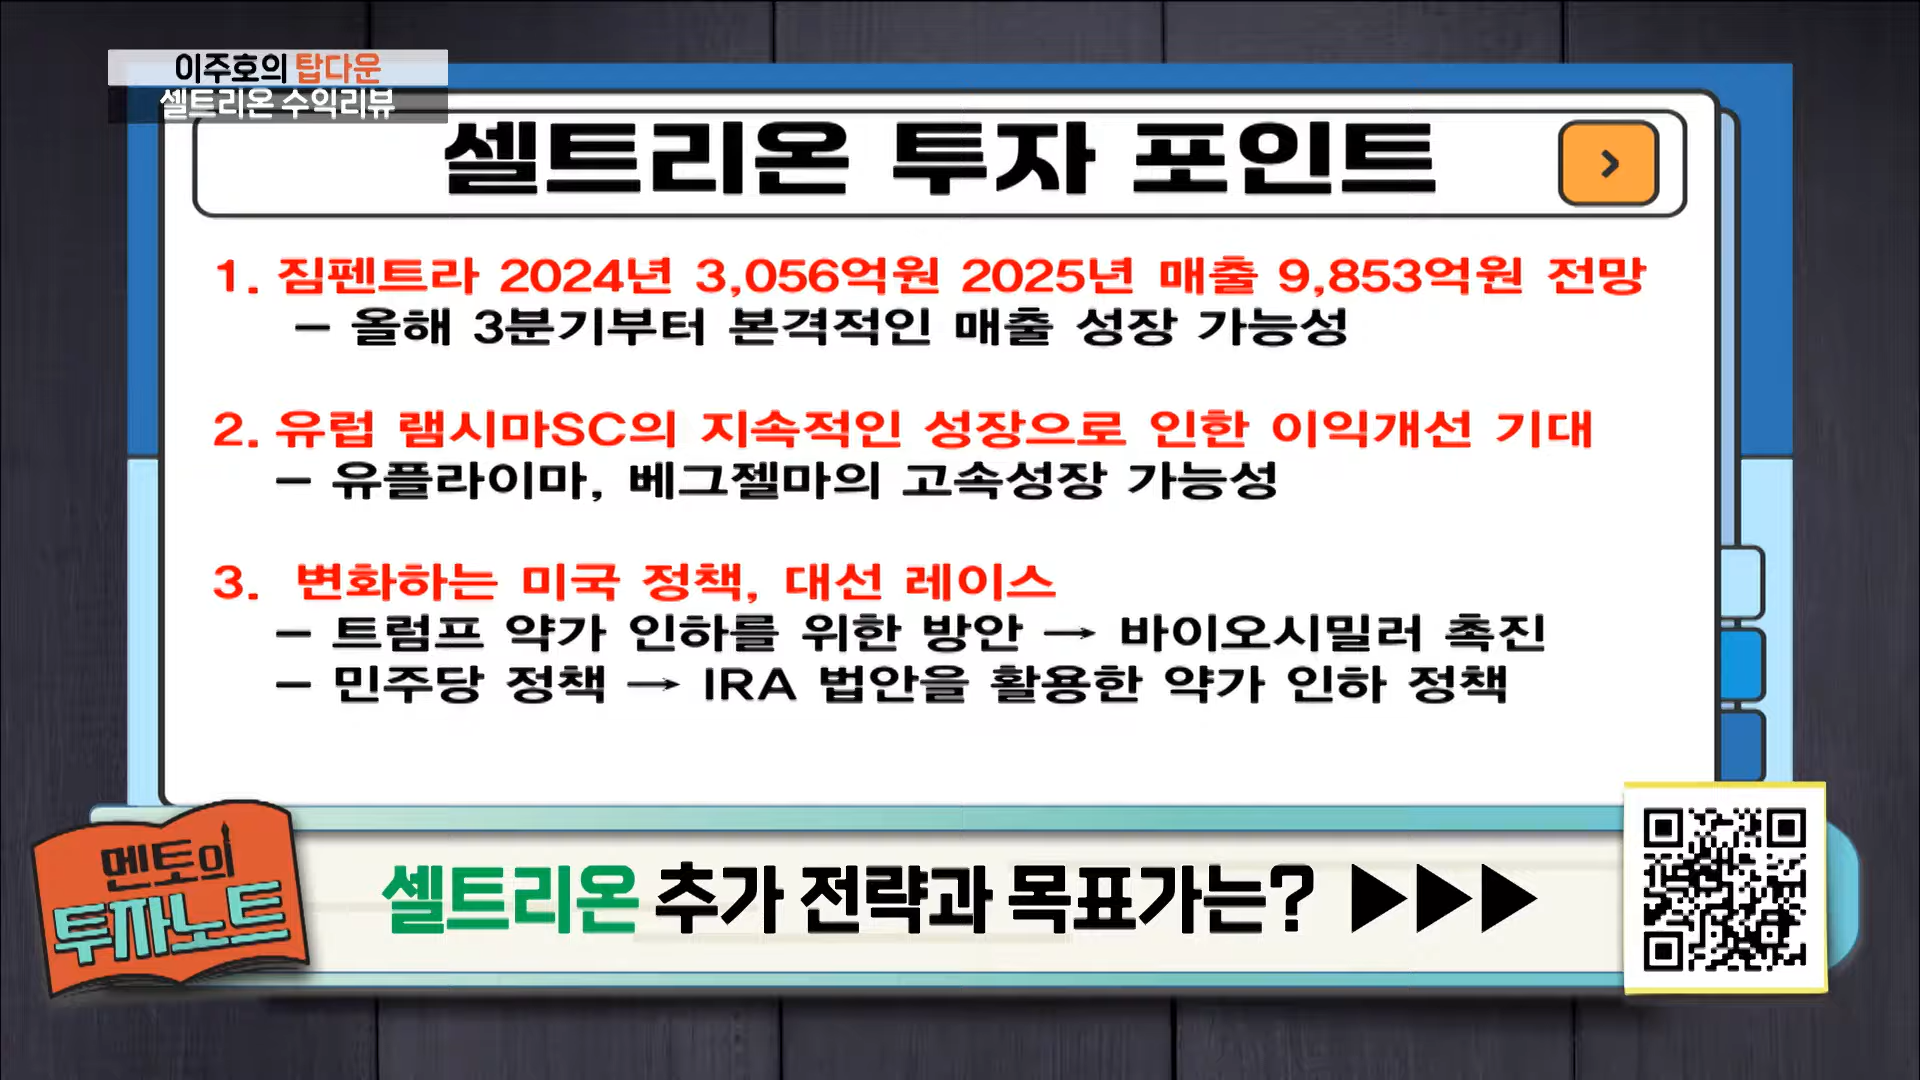 이주호의 탑다운
셀트리온 수익리뷰
셀트리온 투자 포인트
1. 짐펜트라 2024년 3,056억원 2025년 매출 9,853억원 전망
– 올해 3분기부터 본격적인 매출 성장 가능성
2. 유럽 램시마SC의 지속적인 성장으로 인한 이익개선 기대
– 유플라이마, 베그젤마의 고속성장 가능성
3. 변화하는 미국 정책, 대선 레이스
– 트럼프 약가 인하를 위한 방안 → 바이오시밀러 촉진
– 민주당 정책 → IRA 법안을 활용한 약가 인하 정책
멘토의
투자노트
셀트리온 추가 전략과 목표가는? ▶▶▶